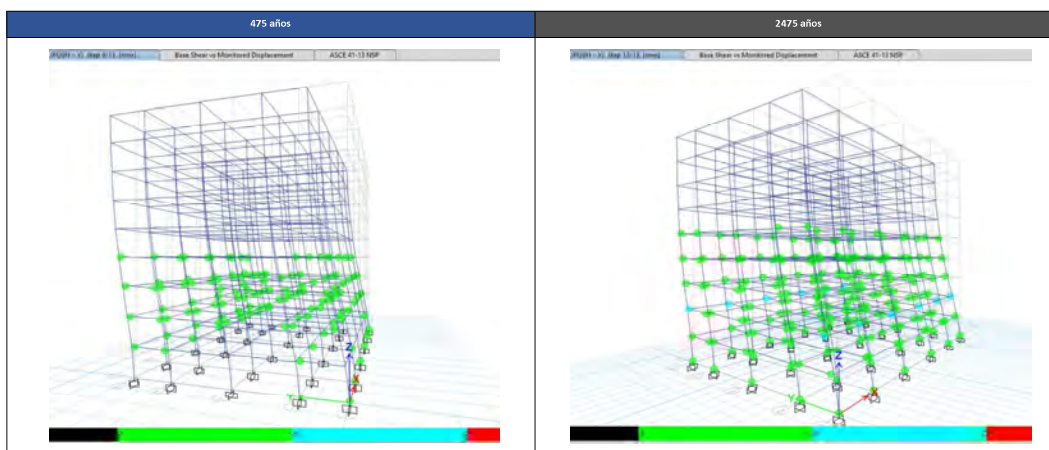 475 años
2475 años
Base Shear vs Monitored Displacement
ASCE 41-13 NSP
Base Shear vs Monitored Displacement
ASCE 41-13 NSP
Z
X
Y
Z
X
Y